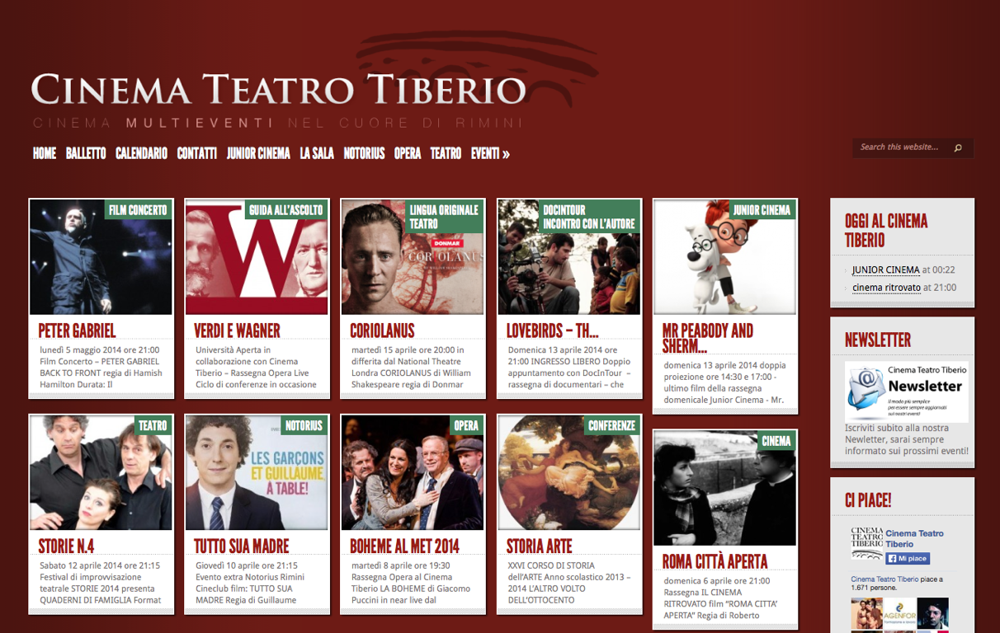 CINEMA TEATRO TIBERIO
CINEMA MULTIEVENTI NEL CUORE DI RIMINI
HOME BALLETTO CALENDARIO CONTATTI JUNIOR CINEMA LA SALA NOTORIUS OPERA TEATRO EVENTI »
Search this website...
FILM CONCERTO
PETER GABRIEL
lunedì 5 maggio 2014 ore 21:00
Film Concerto – PETER GABRIEL
BACK TO FRONT regia di Hamish
Hamilton Durata: Il
GUIDA ALL'ASCOLTO
W
VERDI E WAGNER
Università Aperta in
collaborazione con Cinema
Tiberio – Rassegna Opera Live
Ciclo di conferenze in occasione
LINGUA ORIGINALE
TEATRO
DONMAR
CORIOLANUS
CORIOLANUS
martedì 15 aprile ore 20:00 in
differita dal National Theatre
Londra CORIOLANUS di William
Shakespeare regia di Donmar
DOCINTOUR
INCONTRO CON L'AUTORE
LOVEBIRDS – TH...
Domenica 13 aprile 2014 ore
21:00 INGRESSO LIBERO Doppio
appuntamento con DocInTour –
rassegna di documentari – che
JUNIOR CINEMA
MR PEABODY AND
SHERM...
domenica 13 aprile 2014 doppia
proiezione ore 14:30 e 17:00 -
ultimo film della rassegna
domenicale Junior Cinema - Mr.
TEATRO
STORIE N.4
Sabato 12 aprile 2014 ore 21:15
Festival di improvvisazione
teatrale STORIE 2014 presenta
QUADERNI DI FAMIGLIA Format
NOTORIUS
LES GARÇONS
ET GUILLAUME,
À TABLE!
TUTTO SUA MADRE
Giovedì 10 aprile ore 21:15
Evento extra Notorius Rimini
Cineclub film: TUTTO SUA
MADRE Regia di Guillaume
OPERA
BOHEME AL MET 2014
martedì 8 aprile ore 19:30
Rassegna Opera al Cinema
Tiberio LA BOHEME di Giacomo
Puccini in near live dal
CONFERENZE
STORIA ARTE
XXVI CORSO DI STORIA
dell'ARTE Anno scolastico 2013 –
2014 L'ALTRO VOLTO
DELL'OTTOCENTO
CINEMA
ROMA CITTÀ APERTA
domenica 6 aprile ore 21:00
Rassegna IL CINEMA
RITROVATO film “ROMA CITTA'
APERTA” Regia di Roberto
OGGI AL CINEMA
TIBERIO
JUNIOR CINEMA at 00:22
cinema ritrovato at 21:00
NEWSLETTER
Cinema Teatro Tiberio
Newsletter
Il modo più semplice
per essere sempre aggiornati
sui nostri eventi
Iscriviti subito alla nostra
Newletter, sarai sempre
informato sui prossimi eventi!
CI PIACE!
CINEMA
TEATRO
TIBERIO
Cinema Teatro
Tiberio
Mi piace
Cinema Teatro Tiberio piace a
1.671 persone.
AGENFOR